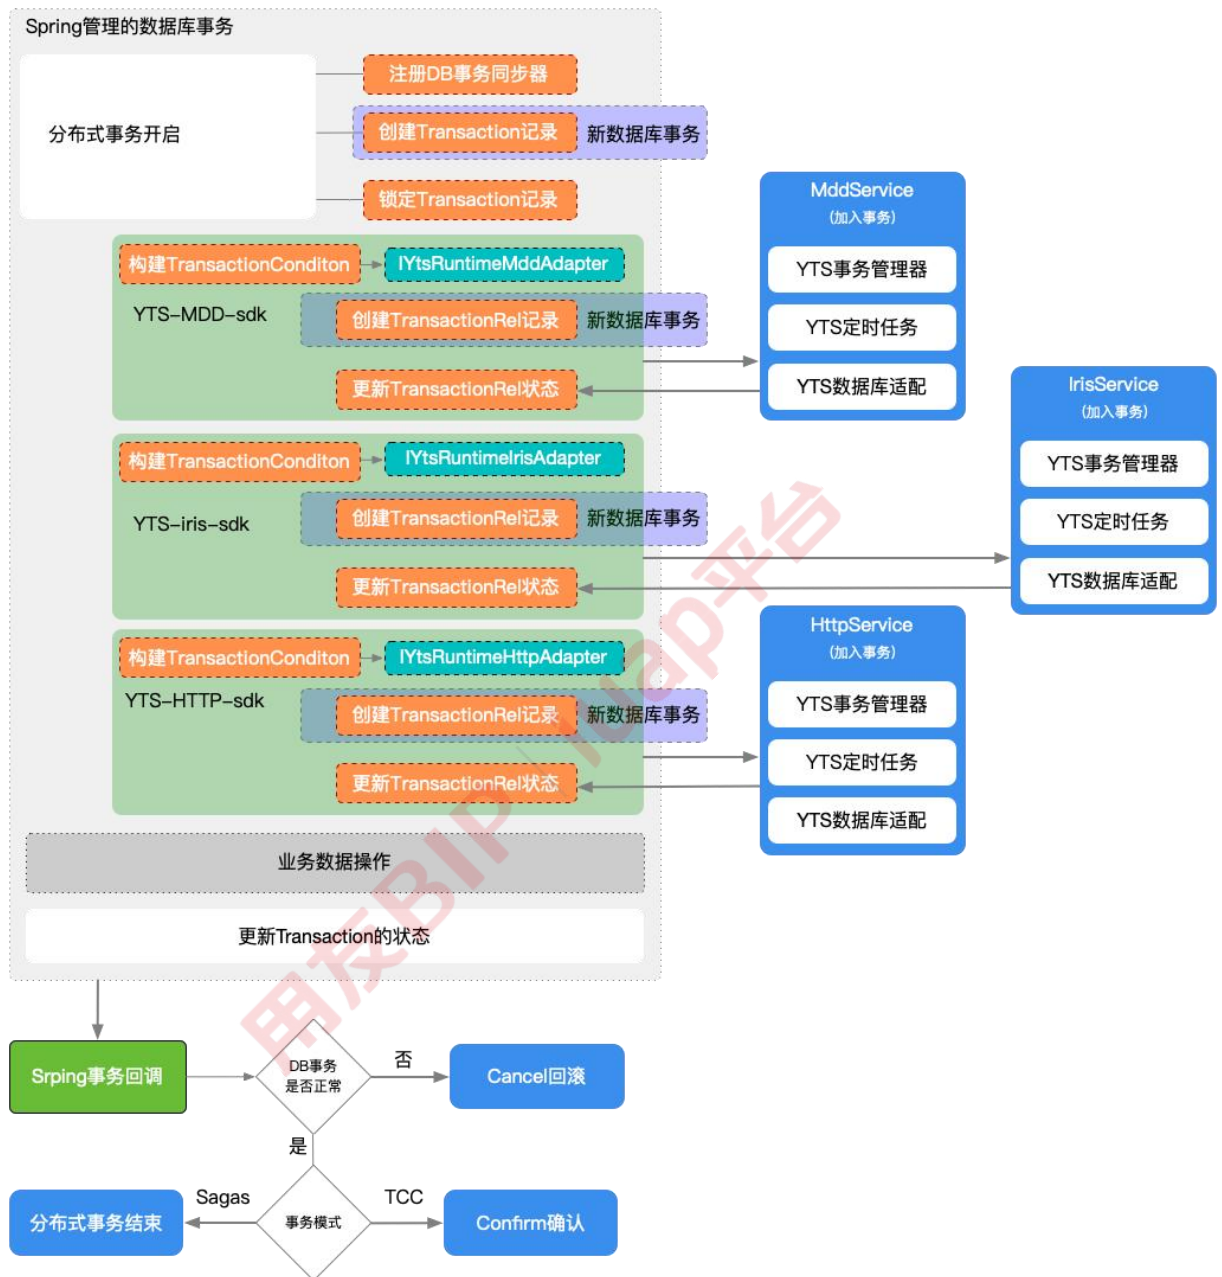 Spring管理的数据库事务
注册DB事务同步器
分布式事务开启
创建Transaction记录
新数据库事务
锁定Transaction记录
MddService
(加入事务)
YTS事务管理器
YTS定时任务
YTS数据库适配
构建TransactionConditon
IYtsRuntimeMddAdapter
YTS-MDD-sdk
创建TransactionRel记录
新数据库事务
更新TransactionRel状态
IrisService
(加入事务)
YTS事务管理器
YTS定时任务
YTS数据库适配
构建TransactionConditon
IYtsRuntimeIrisAdapter
YTS-iris-sdk
创建TransactionRel记录
新数据库事务
更新TransactionRel状态
HttpService
(加入事务)
YTS事务管理器
YTS定时任务
YTS数据库适配
构建TransactionConditon
IYtsRuntimeHttpAdapter
YTS-HTTP-sdk
创建TransactionRel记录
新数据库事务
更新TransactionRel状态
业务数据操作
更新Transaction的状态
Srping事务回调
DB事务
是否正常
否
Cancel回滚
是
Sagas
TCC
分布式事务结束
事务模式
Confirm确认
用友BIP | iuap平台